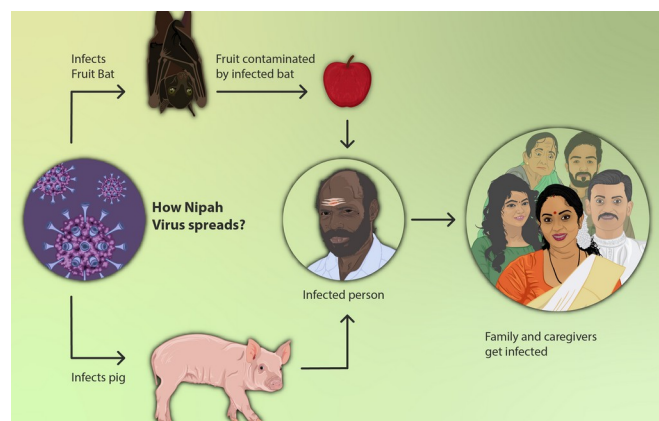 Infects
Fruit Bat
Fruit contaminated
by infected bat
How Nipah
Virus spreads?
Infected person
Infects pig
Family and caregivers
get infected